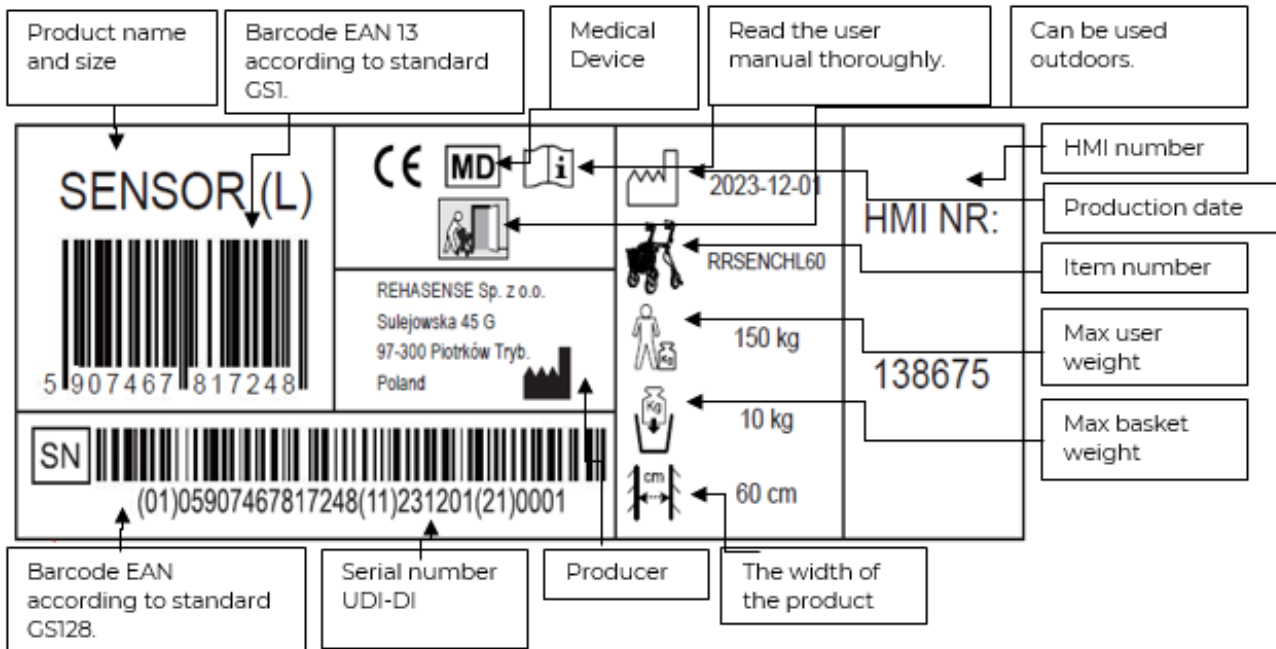 Product name
and size
Barcode EAN 13
according to standard
GS1.
Medical
Device
Read the user
manual thoroughly.
Can be used
outdoors.
SENSOR (L)
5 907467 817248
CE
MD
i
REHASENSE Sp. z o.o.
Sulejowska 45 G
97-300 Piotrków Tryb.
Poland
SN
(01)05907467817248(11)231201(21)0001
2023-12-01
RRSENCHL60
Kg
150 kg
Kg
10 kg
cm
60 cm
HMI NR:
138675
HMI number
Production date
Item number
Max user
weight
Max basket
weight
Barcode EAN
according to standard
GS128.
Serial number
UDI-DI
Producer
The width of
the product